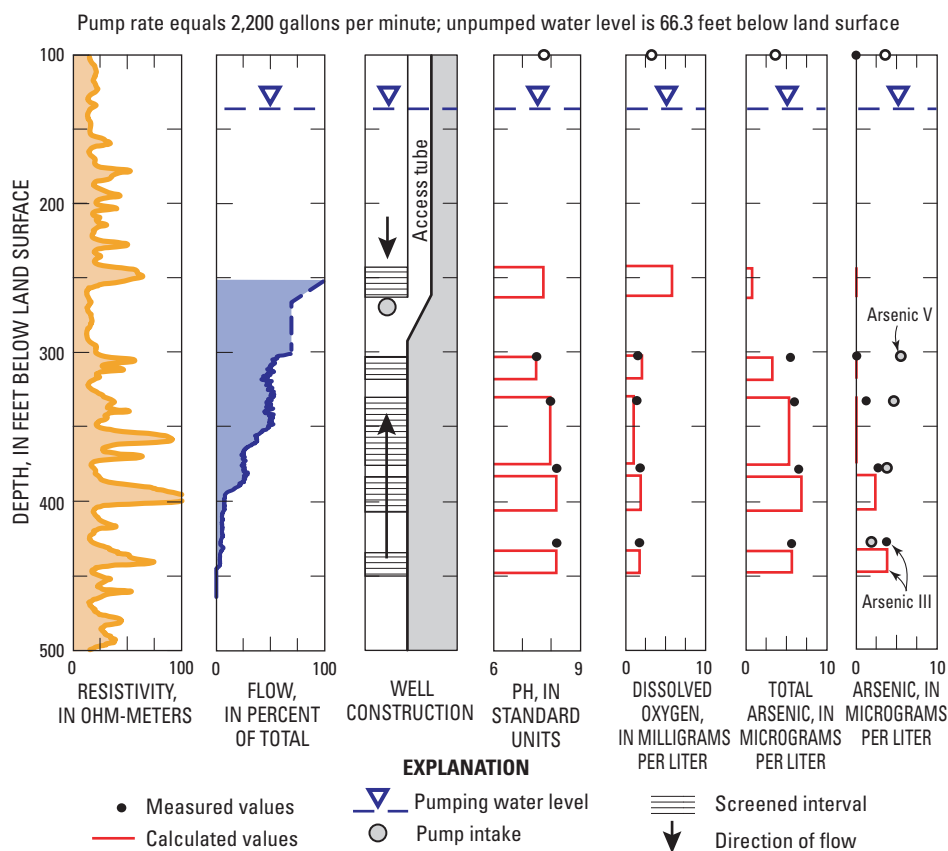 Pump rate equals 2,200 gallons per minute; unpumped water level is 66.3 feet below land surface
DEPTH, IN FEET BELOW LAND SURFACE
100
200
300
400
500
Access tube
Arsenic V
Arsenic III
0 100
0 100
6 9
0 10
0 10
0 10
RESISTIVITY,
IN OHM-METERS
FLOW,
IN PERCENT
OF TOTAL
WELL
CONSTRUCTION
PH, IN
STANDARD
UNITS
DISSOLVED
OXYGEN,
IN MILLIGRAMS
PER LITER
TOTAL
ARSENIC, IN
MICROGRAMS
PER LITER
ARSENIC, IN
MICROGRAMS
PER LITER
EXPLANATION
Measured values
Calculated values
Pumping water level
Pump intake
Screened interval
Direction of flow